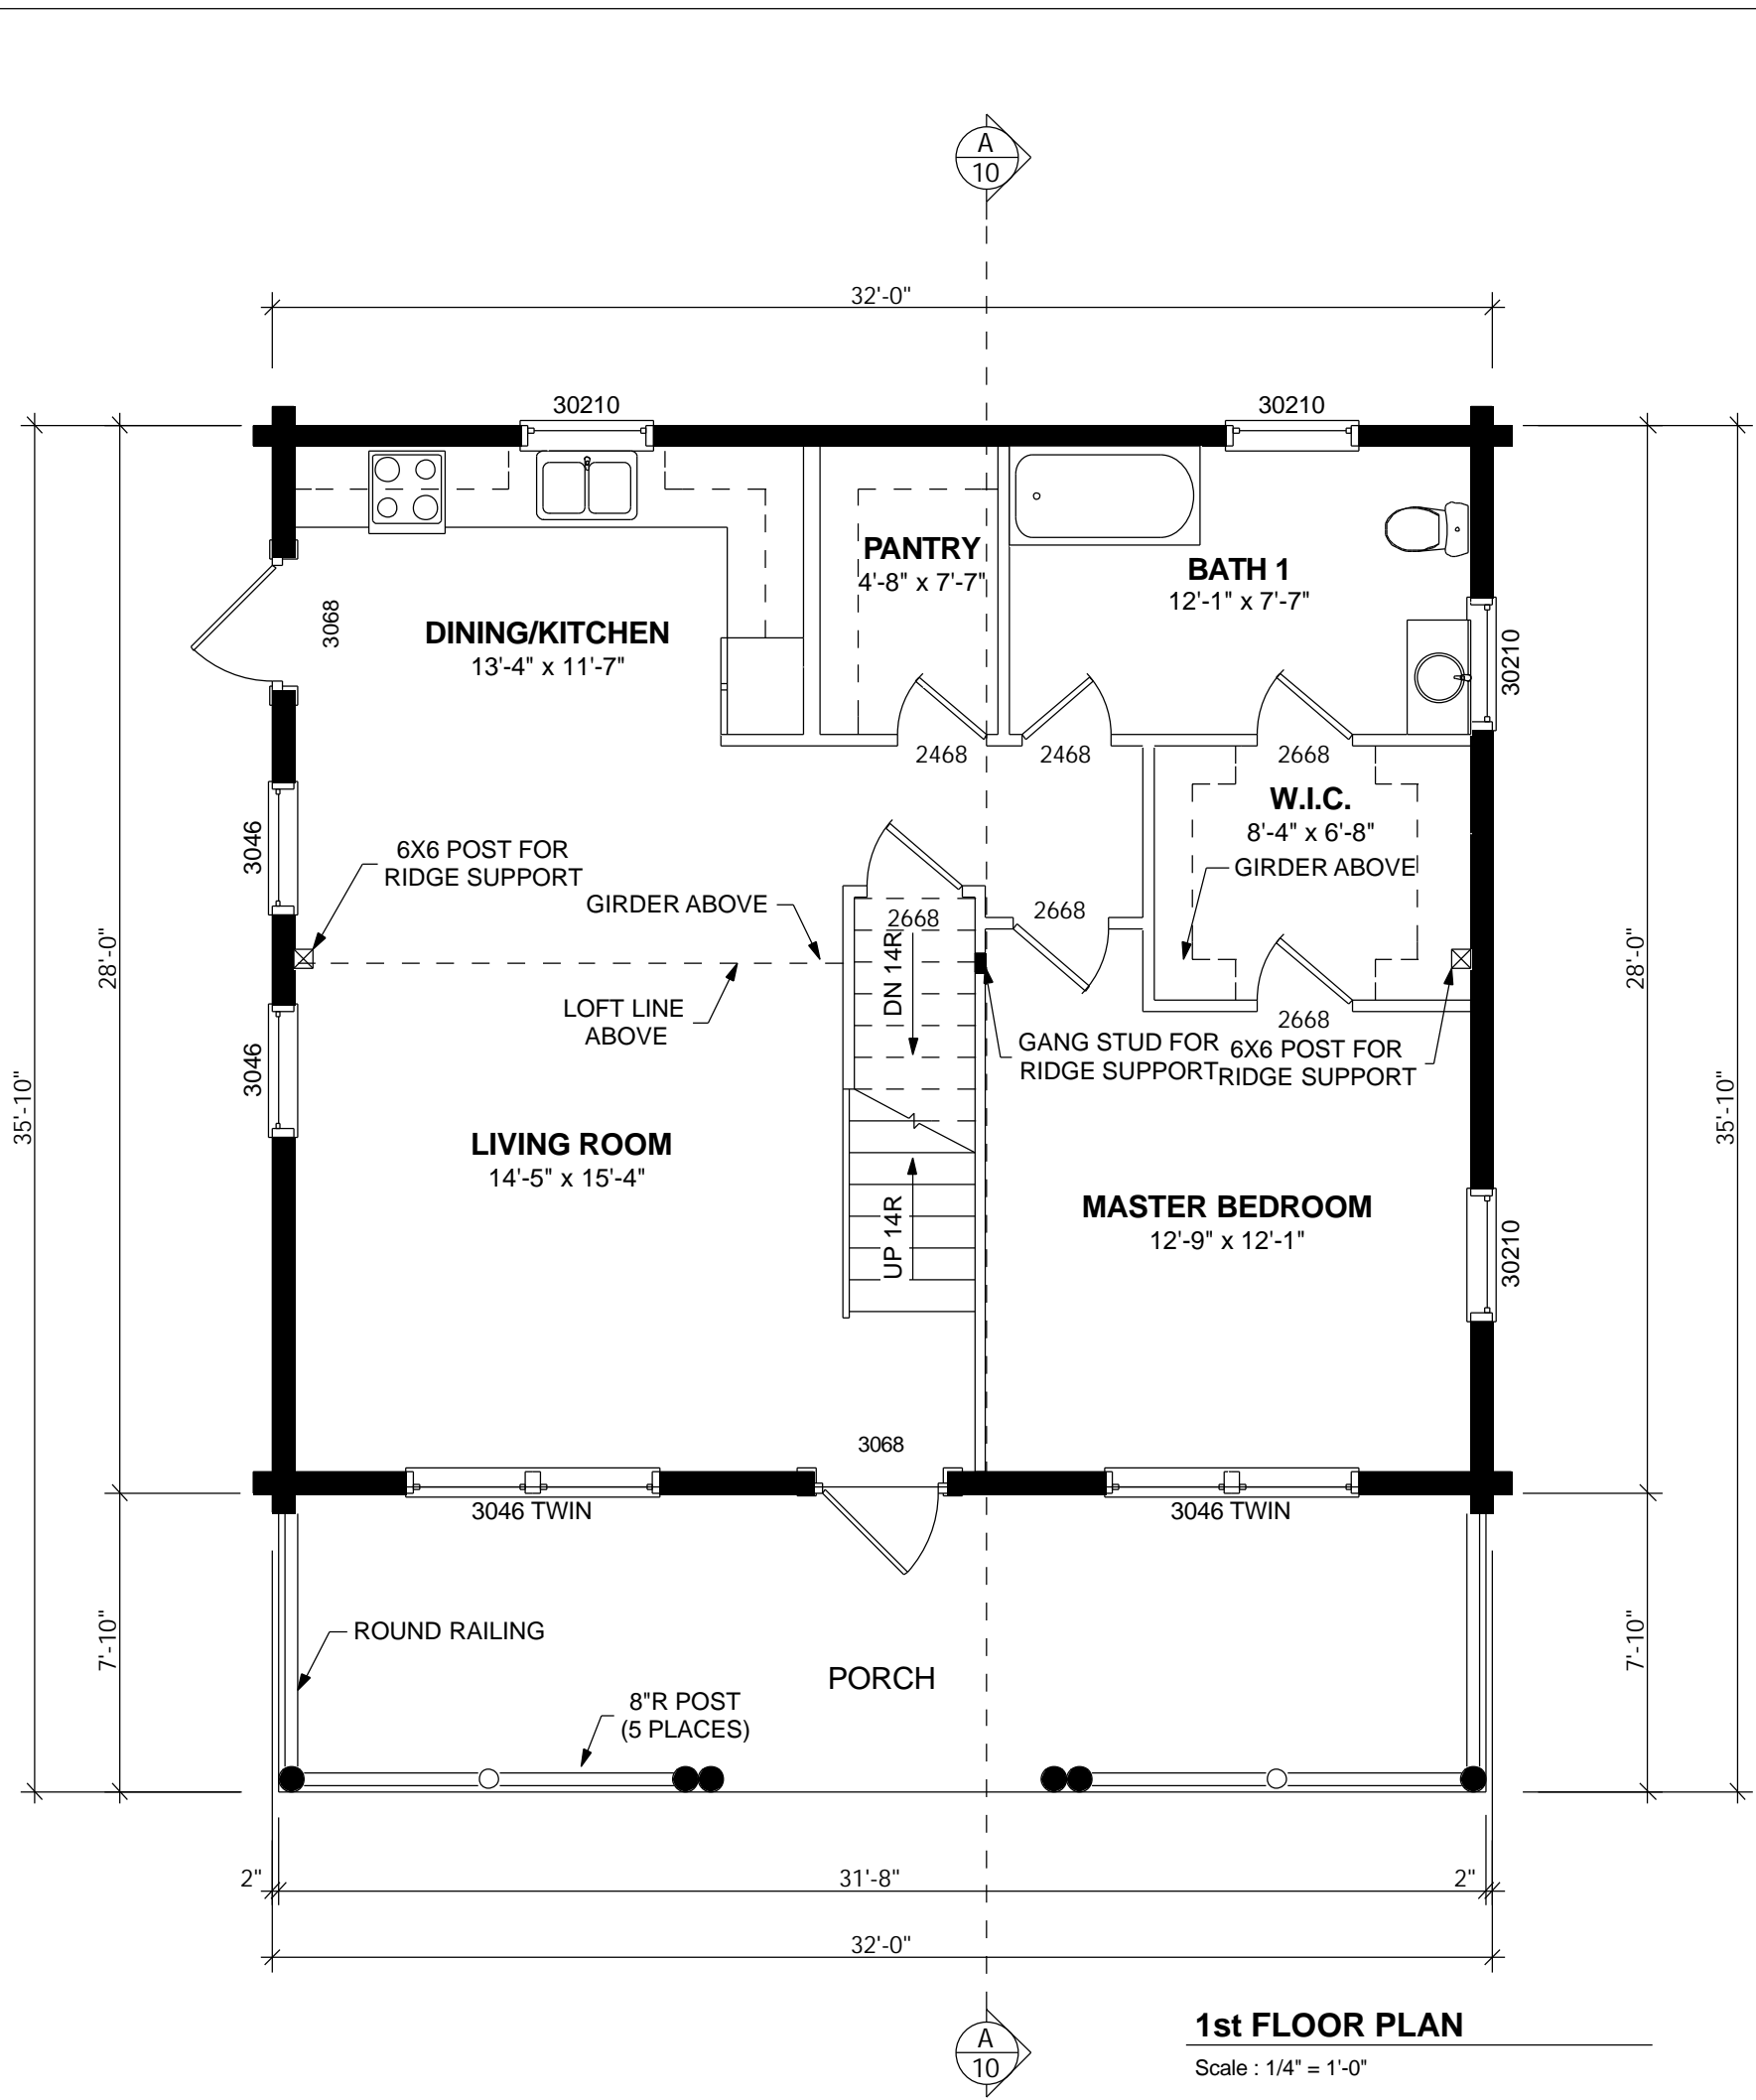 A
10
32'-0"
30210
30210
PANTRY
4'-8" x 7'-7"
BATH 1
12'-1" x 7'-7"
3068
DINING/KITCHEN
13'-4" x 11'-7"
30210
2468
2468
2668
W.I.C.
8'-4" x 6'-8"
3046
6X6 POST FOR
RIDGE SUPPORT
GIRDER ABOVE
GIRDER ABOVE
2668
2668
28'-0"
28'-0"
DN 14R
LOFT LINE
ABOVE
2668
GANG STUD FOR
RIDGE SUPPORT
6X6 POST FOR
RIDGE SUPPORT
3046
35'-10"
35'-10"
LIVING ROOM
14'-5" x 15'-4"
MASTER BEDROOM
12'-9" x 12'-1"
UP 14R
30210
3068
3046 TWIN
3046 TWIN
7'-10"
7'-10"
ROUND RAILING
PORCH
8"R POST
(5 PLACES)
2"
31'-8"
2"
32'-0"
A
10
1st FLOOR PLAN
Scale : 1/4" = 1'-0"